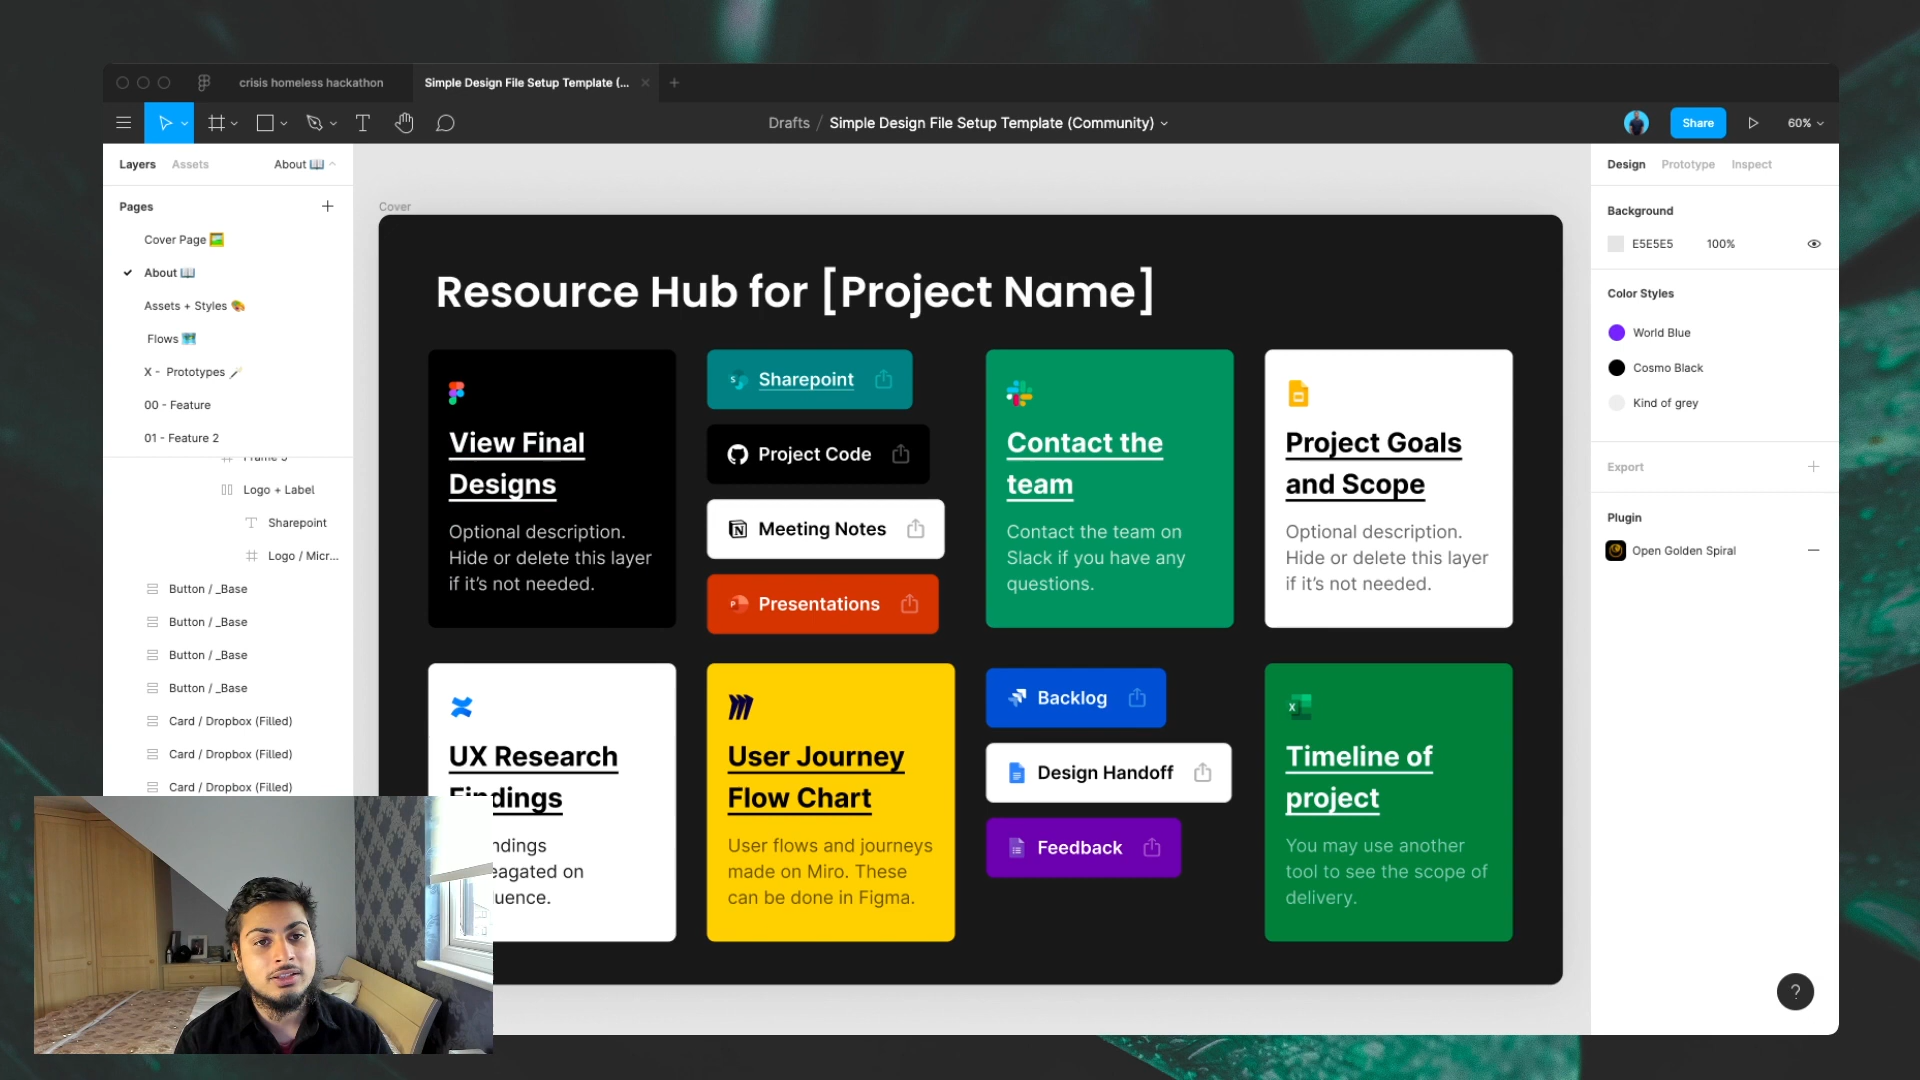 crisis homeless hackathon
Simple Design File Setup Template (...
Drafts / Simple Design File Setup Template (Community)
Share
60%
Layers
Assets
About
Pages
Cover Page
About
Assets + Styles
Flows
X - Prototypes
00 - Feature
01 - Feature 2
Logo + Label
Sharepoint
Logo / Micr...
Button / _Base
Button / _Base
Button / _Base
Button / _Base
Card / Dropbox (Filled)
Card / Dropbox (Filled)
Card / Dropbox (Filled)
Cover
Resource Hub for [Project Name]
View Final
Designs
Optional description.
Hide or delete this layer
if it's not needed.
Sharepoint
Project Code
Meeting Notes
Presentations
Contact the
team
Contact the team on
Slack if you have any
questions.
Project Goals
and Scope
Optional description.
Hide or delete this layer
if it's not needed.
UX Research
Findings
ndings
eagated on
uence.
User Journey
Flow Chart
User flows and journeys
made on Miro. These
can be done in Figma.
Backlog
Design Handoff
Feedback
Timeline of
project
You may use another
tool to see the scope of
delivery.
Design
Prototype
Inspect
Background
E5E5E5
100%
Color Styles
World Blue
Cosmo Black
Kind of grey
Export
Plugin
Open Golden Spiral
?